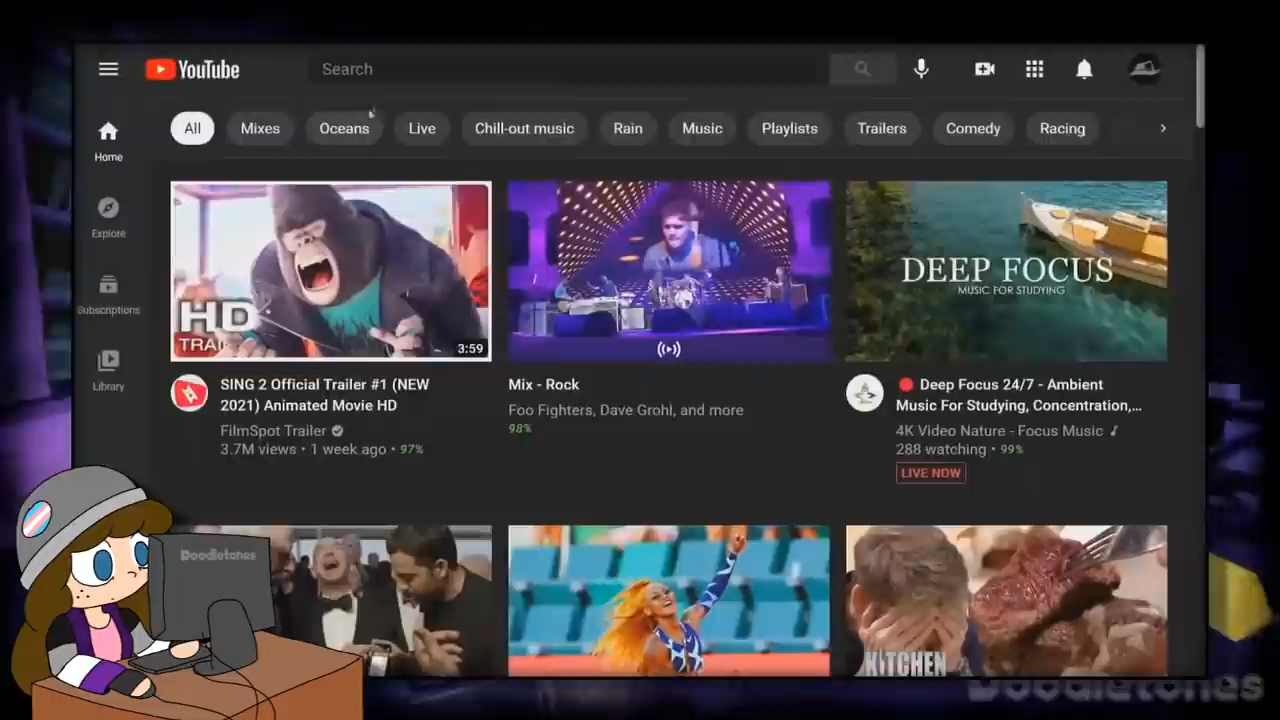 YouTube
Search
All
Mixes
Oceans
Live
Chill-out music
Rain
Music
Playlists
Trailers
Comedy
Racing
Home
Explore
Subscriptions
Library
HD
TRAI
3:59
DEEP FOCUS
MUSIC FOR STUDYING
SING 2 Official Trailer #1 (NEW
2021) Animated Movie HD
FilmSpot Trailer
3.7M views • 1 week ago • 97%
Mix - Rock
Foo Fighters, Dave Grohl, and more
98%
Deep Focus 24/7 - Ambient
Music For Studying, Concentration,...
4K Video Nature - Focus Music
288 watching • 99%
LIVE NOW
KITCHEN
Doodletones
Doodletones